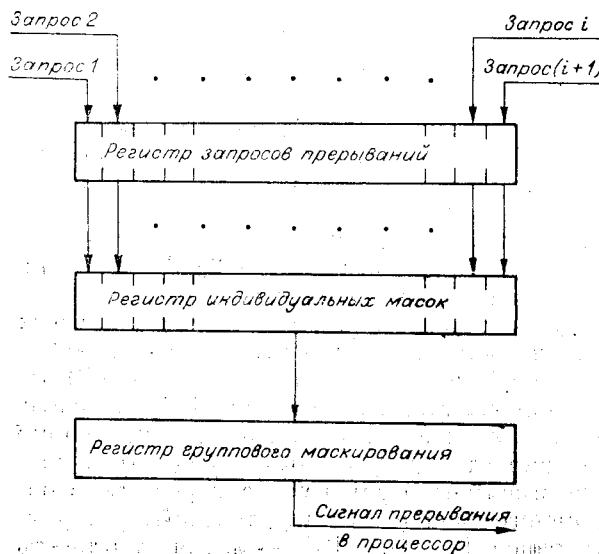 Запрос 2
Запрос i
Запрос 1
Запрос (i+1)
Регистр запросов прерываний
Регистр индивидуальных масок
Регистр группового маскирования
Сигнал прерывания
в процессор